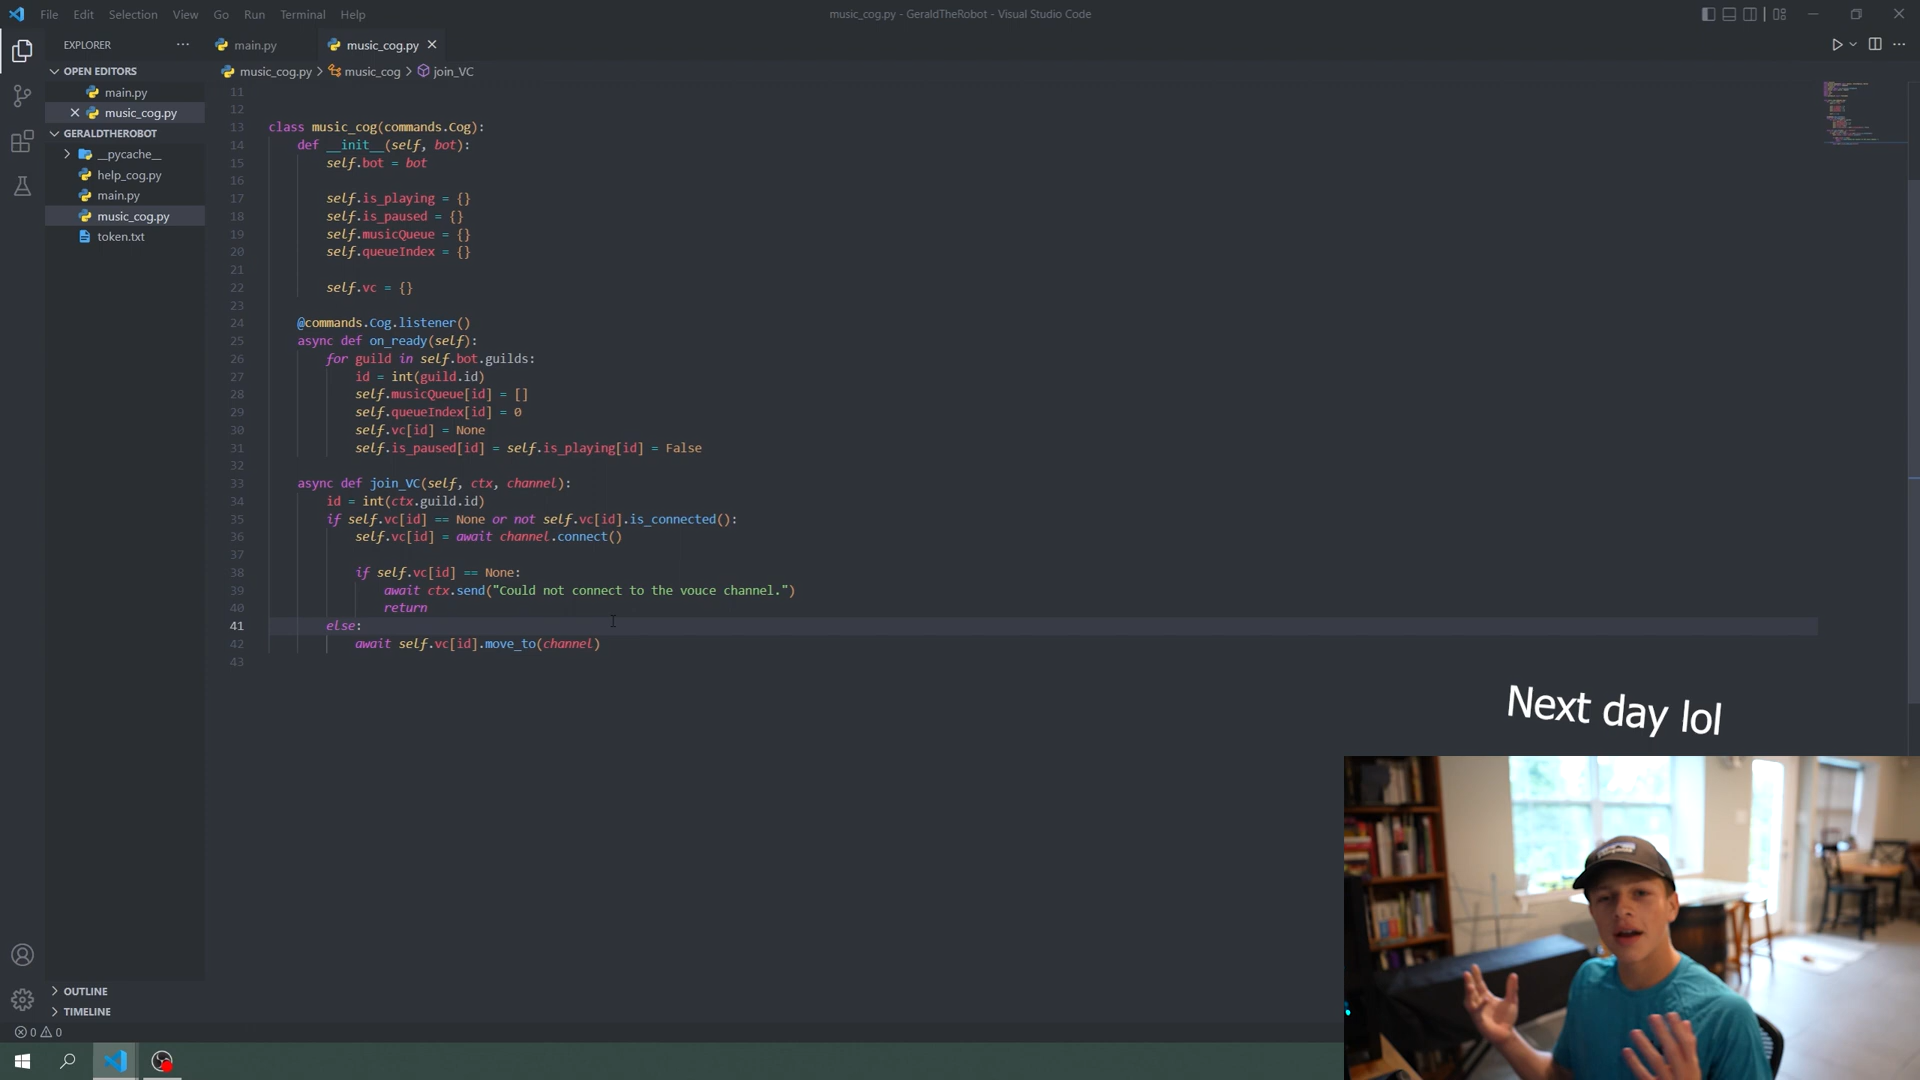 File Edit Selection View Go Run Terminal Help
music_cog.py - GeraldTheRobot - Visual Studio Code
EXPLORER
main.py
music_cog.py
OPEN EDITORS
music_cog.py > music_cog > join_VC
main.py
music_cog.py
GERALDTHEROBOT
__pycache__
help_cog.py
main.py
music_cog.py
token.txt
11
12
13 class music_cog(commands.Cog):
14 def __init__(self, bot):
15 self.bot = bot
16
17 self.is_playing = {}
18 self.is_paused = {}
19 self.musicQueue = {}
20 self.queueIndex = {}
21
22 self.vc = {}
23
24 @commands.Cog.listener()
25 async def on_ready(self):
26 for guild in self.bot.guilds:
27 id = int(guild.id)
28 self.musicQueue[id] = []
29 self.queueIndex[id] = 0
30 self.vc[id] = None
31 self.is_paused[id] = self.is_playing[id] = False
32
33 async def join_VC(self, ctx, channel):
34 id = int(ctx.guild.id)
35 if self.vc[id] == None or not self.vc[id].is_connected():
36 self.vc[id] = await channel.connect()
37
38 if self.vc[id] == None:
39 await ctx.send("Could not connect to the vouce channel.")
40 return
41 else:
42 await self.vc[id].move_to(channel)
43
Next day lol
OUTLINE
TIMELINE
0 0